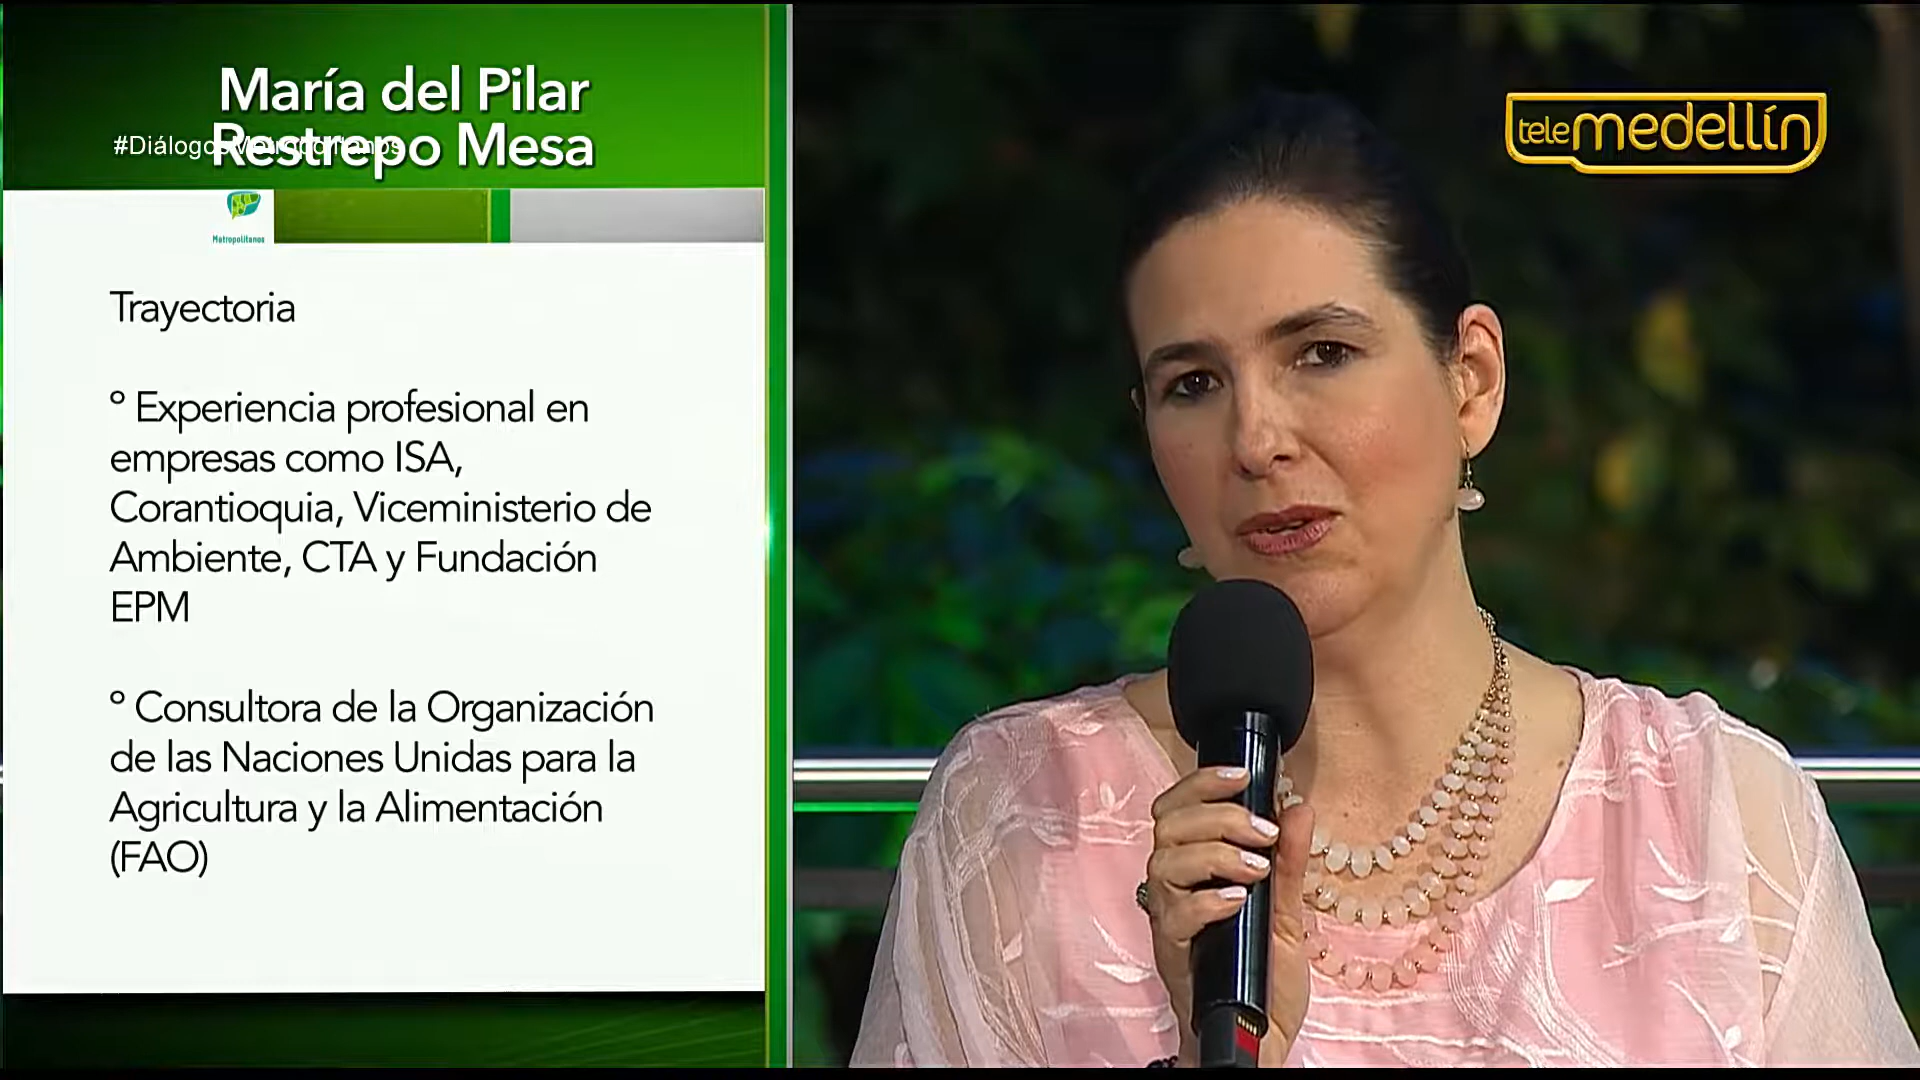 María del Pilar
Restrepo Mesa
#DiálogosMetropolitanos
Metropolitanos
telemedellín
Trayectoria
° Experiencia profesional en
empresas como ISA,
Corantioquia, Viceministerio de
Ambiente, CTA y Fundación
EPM
° Consultora de la Organización
de las Naciones Unidas para la
Agricultura y la Alimentación
(FAO)